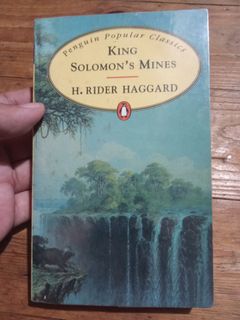 Penguin Popular Classics
KING
SOLOMON'S MINES
H. RIDER HAGGARD